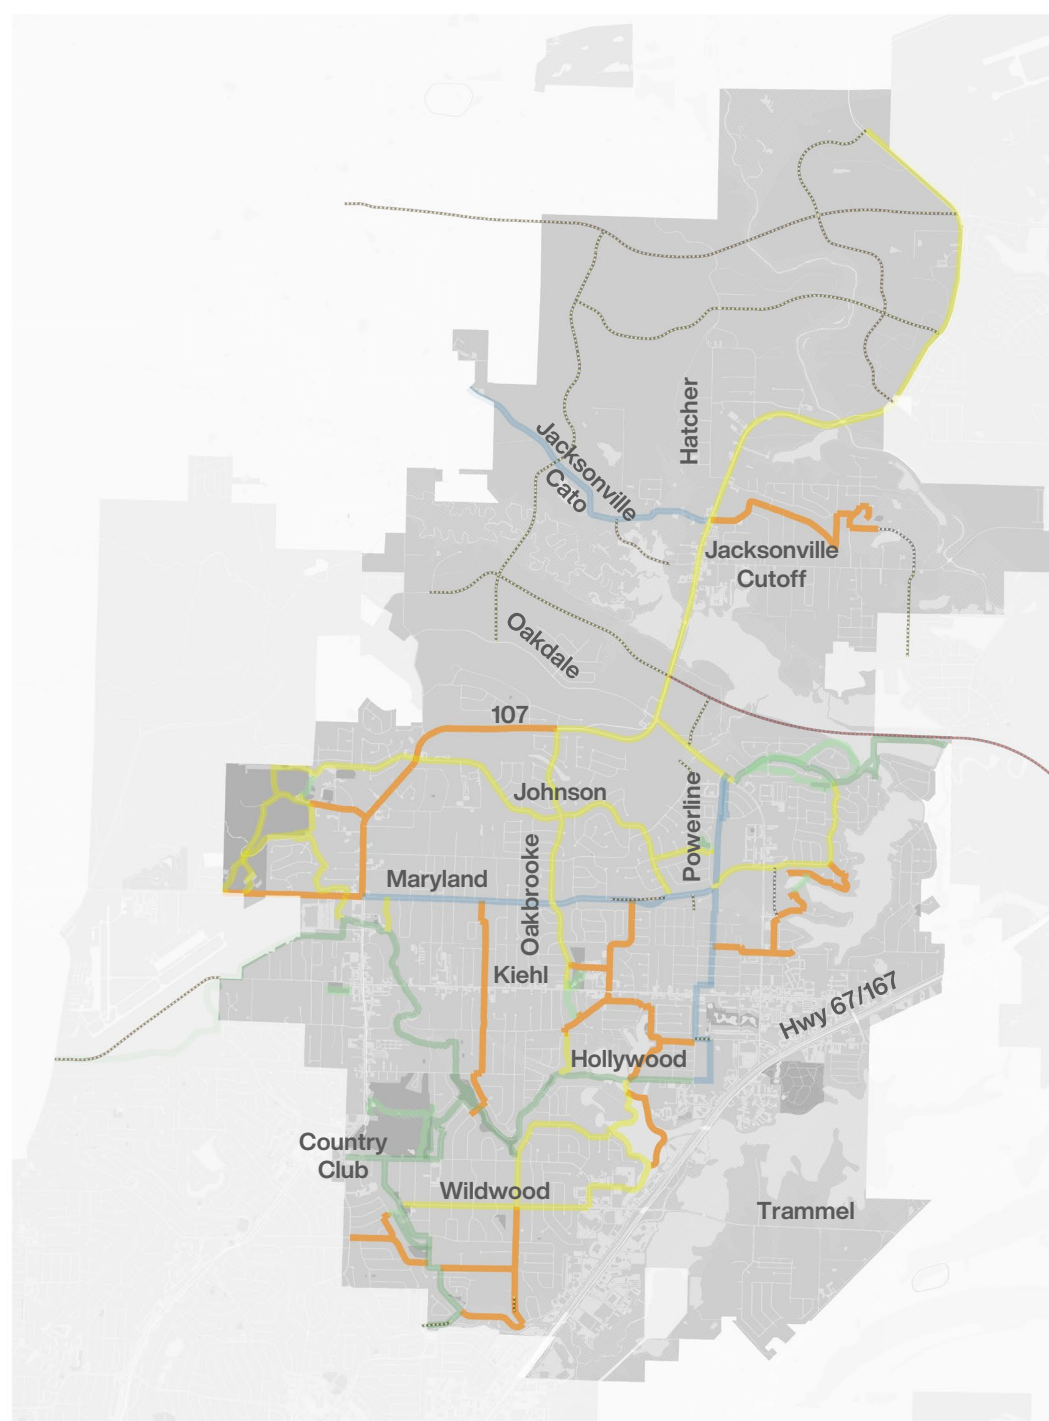 Hatcher
Jacksonville
Cato
Jacksonville
Cutoff
Oakdale
107
Johnson
Powerline
Oakbrooke
Maryland
Kiehl
Hwy 67/167
Hollywood
Country
Club
Wildwood
Trammel